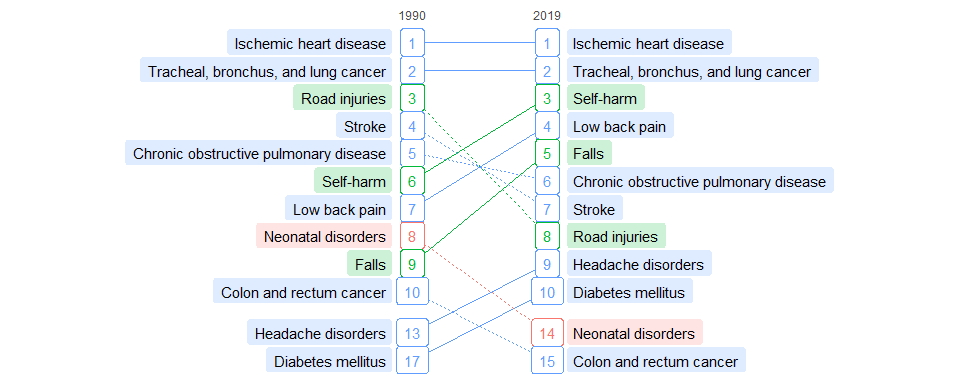 1990 2019
Ischemic heart disease 1 1 Ischemic heart disease
Tracheal, bronchus, and lung cancer 2 2 Tracheal, bronchus, and lung cancer
Road injuries 3 3 Self-harm
Stroke 4 4 Low back pain
Chronic obstructive pulmonary disease 5 5 Falls
Self-harm 6 6 Chronic obstructive pulmonary disease
Low back pain 7 7 Stroke
Neonatal disorders 8 8 Road injuries
Falls 9 9 Headache disorders
Colon and rectum cancer 10 10 Diabetes mellitus
Headache disorders 13 14 Neonatal disorders
Diabetes mellitus 17 15 Colon and rectum cancer